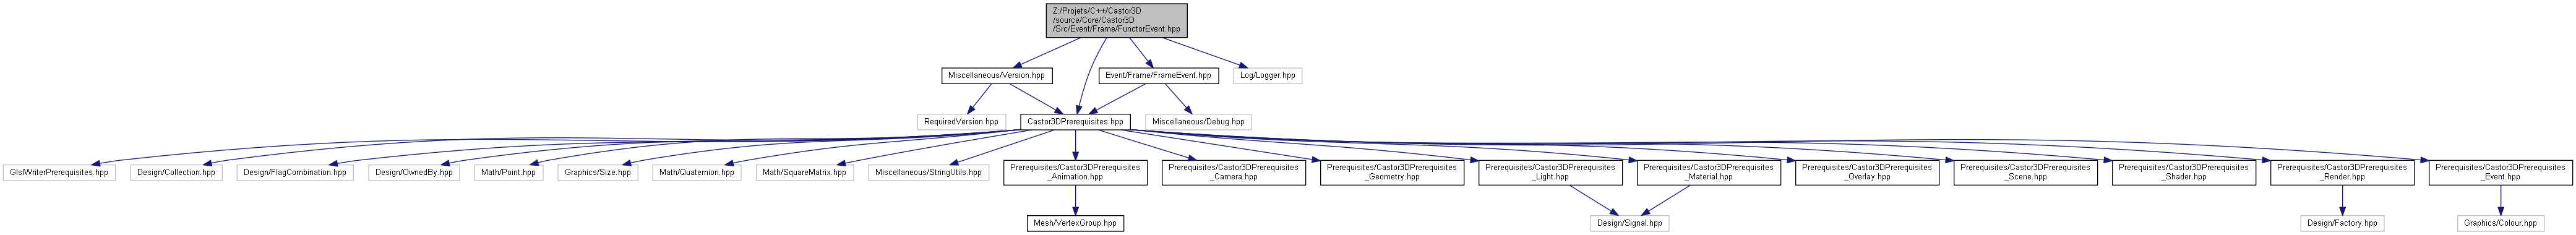 Z:/Projets/C++/Castor3D
/source/Core/Castor3D
/Src/Event/Frame/FunctorEvent.hpp
Miscellaneous/Version.hpp
Event/Frame/FrameEvent.hpp
Log/Logger.hpp
RequiredVersion.hpp
Castor3DPrerequisites.hpp
Miscellaneous/Debug.hpp
GlslWriterPrerequisites.hpp
Design/Collection.hpp
Design/FlagCombination.hpp
Design/OwnedBy.hpp
Math/Point.hpp
Graphics/Size.hpp
Math/Quaternion.hpp
Math/SquareMatrix.hpp
Miscellaneous/StringUtils.hpp
Prerequisites/Castor3DPrerequisites
_Animation.hpp
Prerequisites/Castor3DPrerequisites
_Camera.hpp
Prerequisites/Castor3DPrerequisites
_Geometry.hpp
Prerequisites/Castor3DPrerequisites
_Light.hpp
Prerequisites/Castor3DPrerequisites
_Material.hpp
Prerequisites/Castor3DPrerequisites
_Overlay.hpp
Prerequisites/Castor3DPrerequisites
_Scene.hpp
Prerequisites/Castor3DPrerequisites
_Shader.hpp
Prerequisites/Castor3DPrerequisites
_Render.hpp
Prerequisites/Castor3DPrerequisites
_Event.hpp
Mesh/VertexGroup.hpp
Design/Signal.hpp
Design/Factory.hpp
Graphics/Colour.hpp